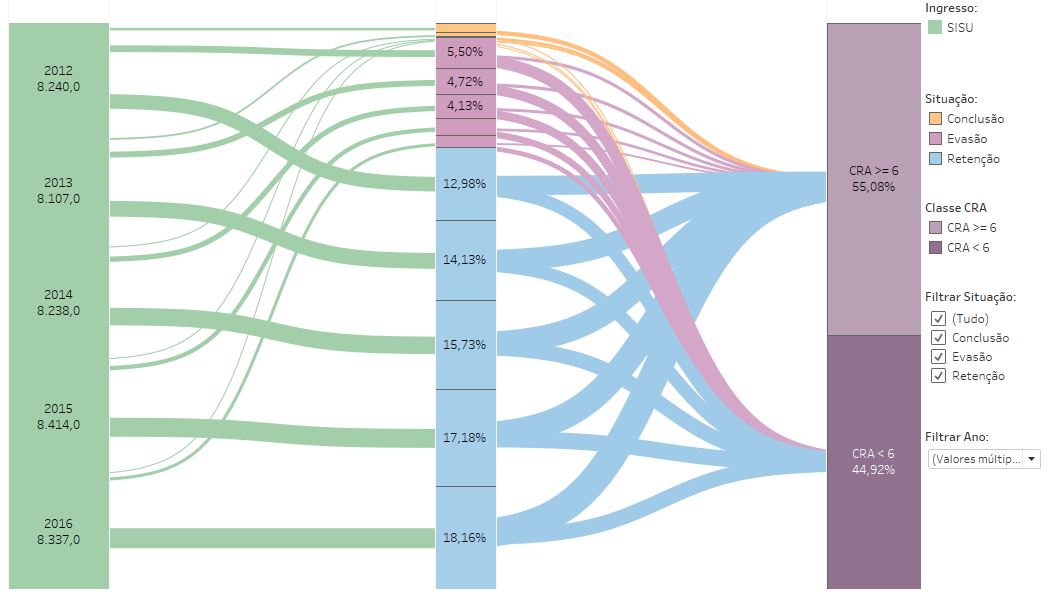 2012
8.240,0
2013
8.107,0
2014
8.238,0
2015
8.414,0
2016
8.337,0
5,50%
4,72%
4,13%
12,98%
14,13%
15,73%
17,18%
18,16%
CRA >= 6
55,08%
CRA < 6
44,92%
Ingresso:
SISU
Situação:
Conclusão
Evasão
Retenção
Classe CRA
CRA >= 6
CRA < 6
Filtrar Situação:
(Tudo)
Conclusão
Evasão
Retenção
Filtrar Ano:
(Valores múltip...